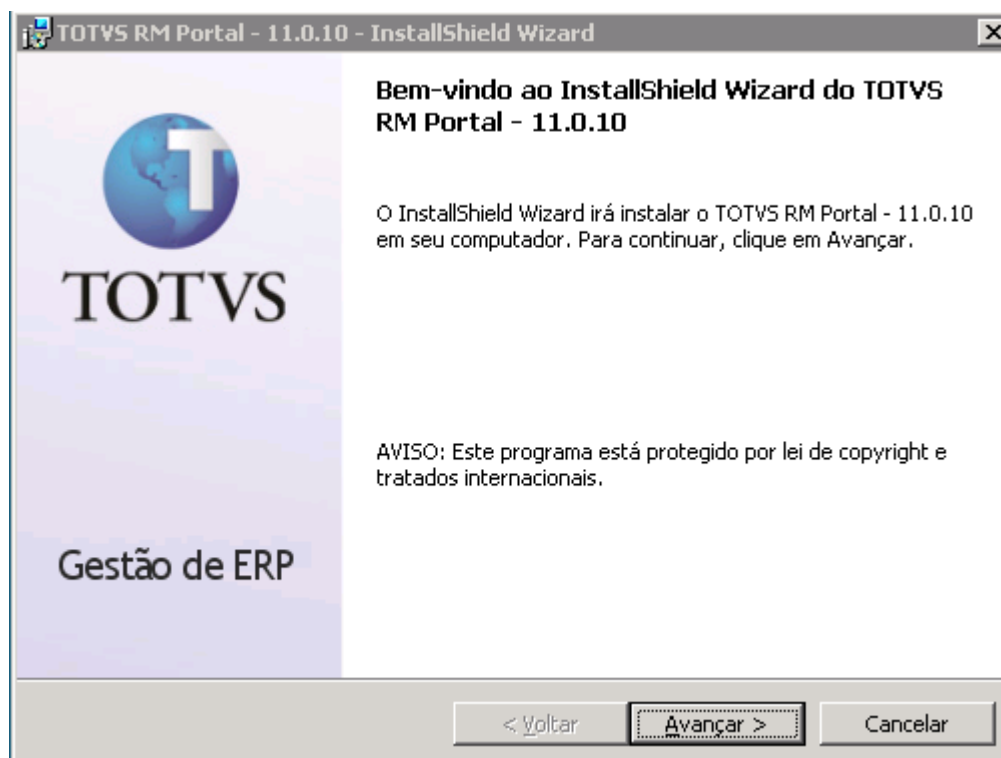 TOTVS RM Portal - 11.0.10 - InstallShield Wizard
Bem-vindo ao InstallShield Wizard do TOTVS
RM Portal - 11.0.10
O InstallShield Wizard irá instalar o TOTVS RM Portal - 11.0.10
em seu computador. Para continuar, clique em Avançar.
TOTVS
AVISO: Este programa está protegido por lei de copyright e
tratados internacionais.
Gestão de ERP
< Voltar Avançar > Cancelar